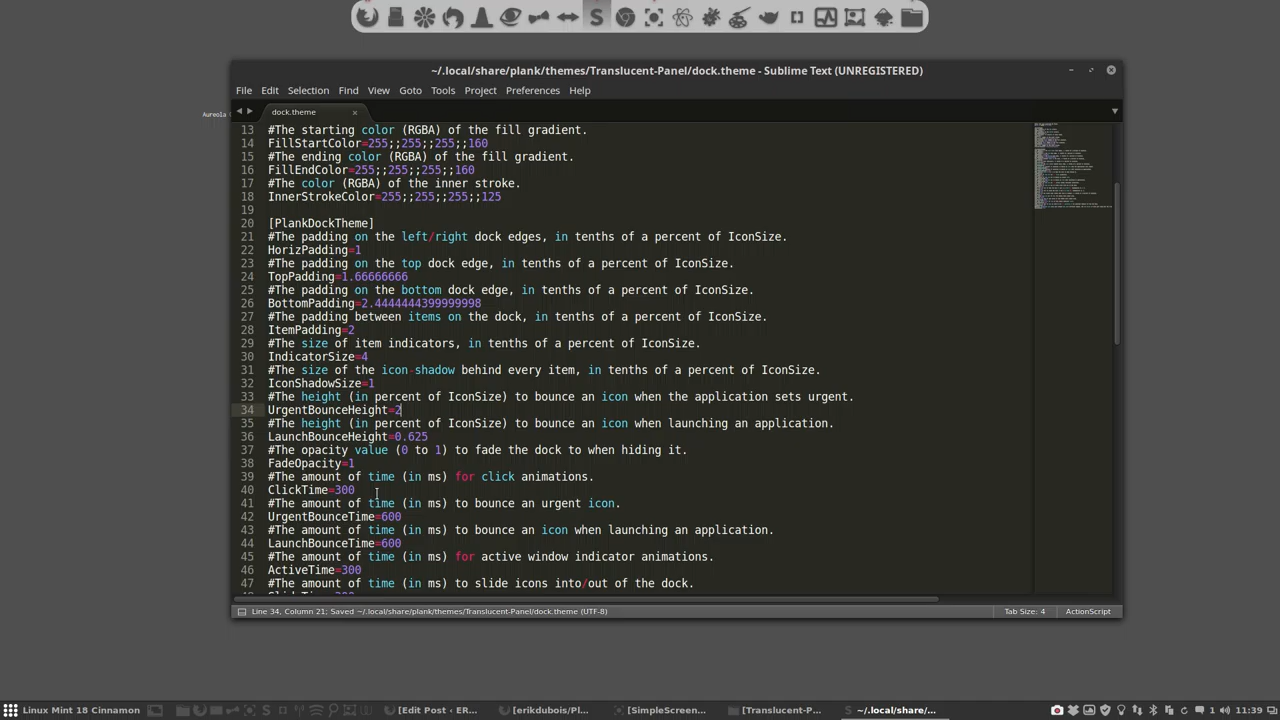 ~/.local/share/plank/themes/Translucent-Panel/dock.theme - Sublime Text (UNREGISTERED)
File Edit Selection Find View Goto Tools Project Preferences Help
Aureola
dock.theme
13 #The starting color (RGBA) of the fill gradient.
14 FillStartColor=255;;255;;255;;160
15 #The ending color (RGBA) of the fill gradient.
16 FillEndColor=255;;255;;255;;160
17 #The color (RGBA) of the inner stroke.
18 InnerStrokeColor=255;;255;;255;;125
19
20 [PlankDockTheme]
21 #The padding on the left/right dock edges, in tenths of a percent of IconSize.
22 HorizPadding=1
23 #The padding on the top dock edge, in tenths of a percent of IconSize.
24 TopPadding=1.66666666
25 #The padding on the bottom dock edge, in tenths of a percent of IconSize.
26 BottomPadding=2.4444444399999998
27 #The padding between items on the dock, in tenths of a percent of IconSize.
28 ItemPadding=2
29 #The size of item indicators, in tenths of a percent of IconSize.
30 IndicatorSize=4
31 #The size of the icon-shadow behind every item, in tenths of a percent of IconSize.
32 IconShadowSize=1
33 #The height (in percent of IconSize) to bounce an icon when the application sets urgent.
34 UrgentBounceHeight=2
35 #The height (in percent of IconSize) to bounce an icon when launching an application.
36 LaunchBounceHeight=0.625
37 #The opacity value (0 to 1) to fade the dock to when hiding it.
38 FadeOpacity=1
39 #The amount of time (in ms) for click animations.
40 ClickTime=300
41 #The amount of time (in ms) to bounce an urgent icon.
42 UrgentBounceTime=600
43 #The amount of time (in ms) to bounce an icon when launching an application.
44 LaunchBounceTime=600
45 #The amount of time (in ms) for active window indicator animations.
46 ActiveTime=300
47 #The amount of time (in ms) to slide icons into/out of the dock.
Line 34, Column 21; Saved ~/.local/share/plank/themes/Translucent-Panel/dock.theme (UTF-8) Tab Size: 4 ActionScript
Linux Mint 18 Cinnamon [Edit Post ‹ ER... [erikdubois/Pl... [SimpleScreen... [Translucent-P... ~/.local/share/... 1 11:39